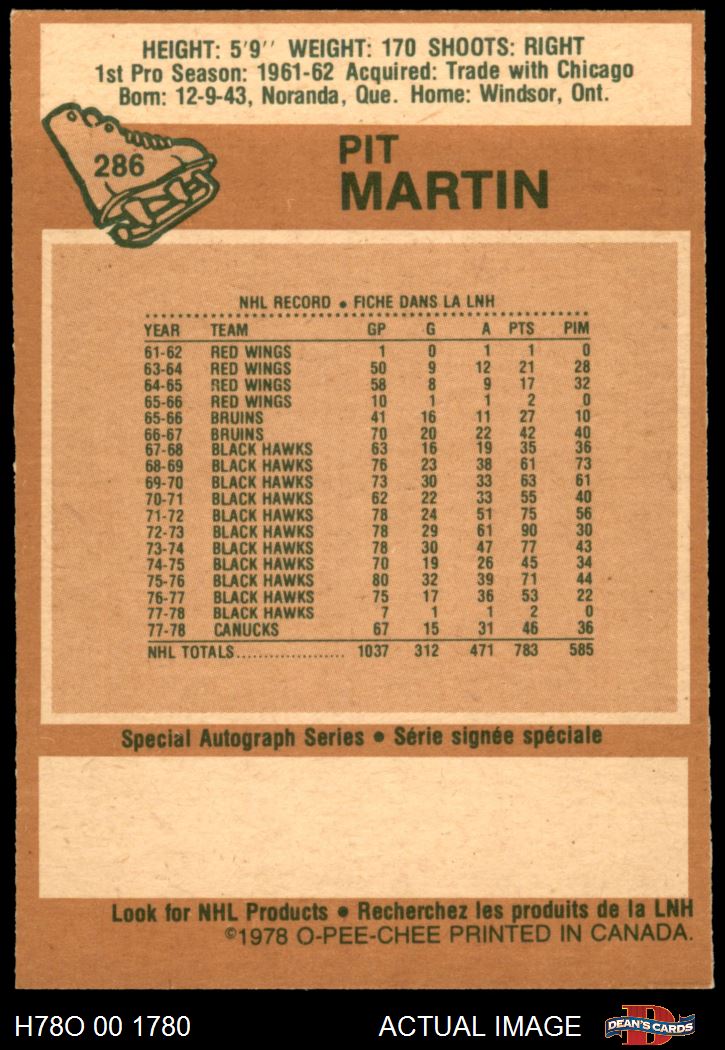 HEIGHT: 5'9'' WEIGHT: 170 SHOOTS: RIGHT
1st Pro Season: 1961-62 Acquired: Trade with Chicago
Born: 12-9-43, Noranda, Que. Home: Windsor, Ont.
286
PIT
MARTIN
NHL RECORD • FICHE DANS LA LNH
YEAR TEAM GP G A PTS PIM
61-62 RED WINGS 1 0 1 1 0
63-64 RED WINGS 50 9 12 21 28
64-65 RED WINGS 58 8 9 17 32
65-66 RED WINGS 10 1 1 2 0
65-66 BRUINS 41 16 11 27 10
66-67 BRUINS 70 20 22 42 40
67-68 BLACK HAWKS 63 16 19 35 36
68-69 BLACK HAWKS 76 23 38 61 73
69-70 BLACK HAWKS 73 30 33 63 61
70-71 BLACK HAWKS 62 22 33 55 40
71-72 BLACK HAWKS 78 24 51 75 56
72-73 BLACK HAWKS 78 29 61 90 30
73-74 BLACK HAWKS 78 30 47 77 43
74-75 BLACK HAWKS 70 19 26 45 34
75-76 BLACK HAWKS 80 32 39 71 44
76-77 BLACK HAWKS 75 17 36 53 22
77-78 BLACK HAWKS 7 1 1 2 0
77-78 CANUCKS 67 15 31 46 36
NHL TOTALS.................... 1037 312 471 783 585
Special Autograph Series • Série signée spéciale
Look for NHL Products • Recherchez les produits de la LNH
©1978 O-PEE-CHEE PRINTED IN CANADA.
H78O 00 1780 ACTUAL IMAGE D DEAN'S CARDS